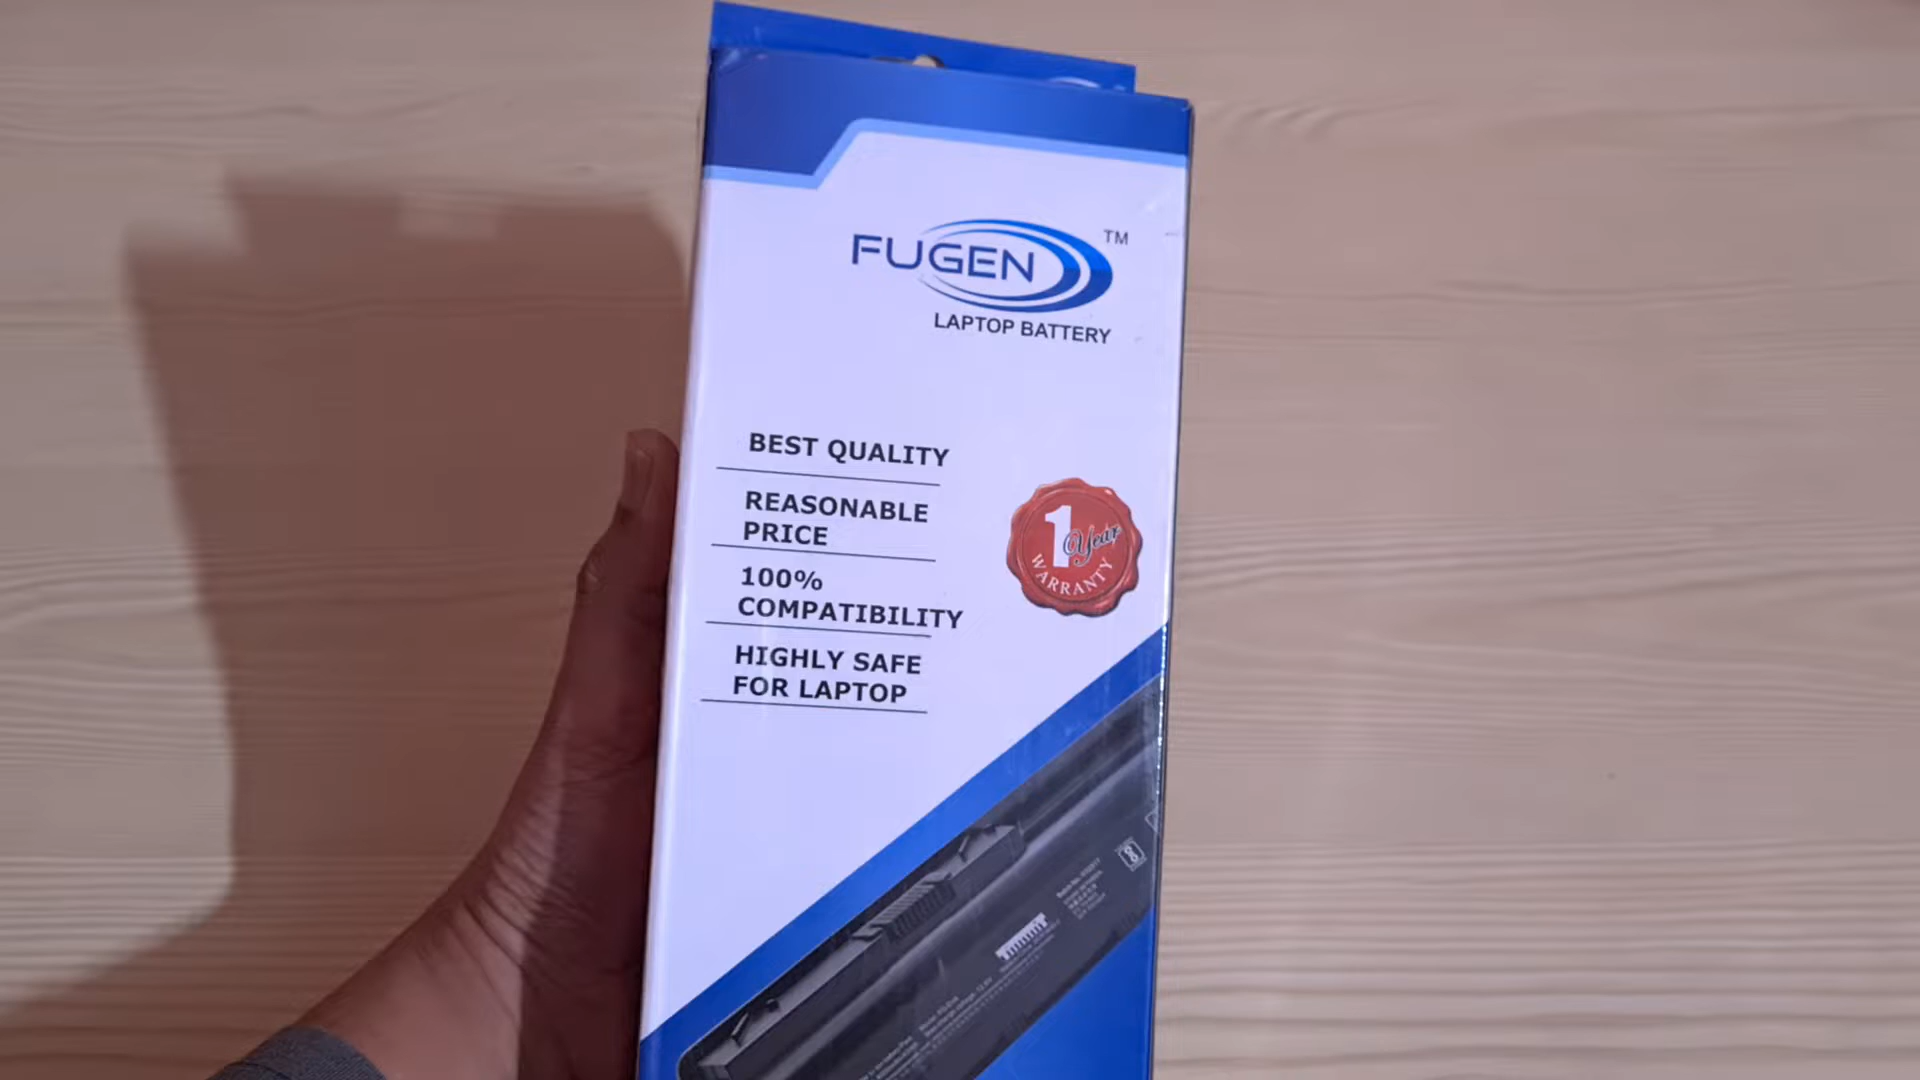 FUGEN
TM
LAPTOP BATTERY
BEST QUALITY
REASONABLE
PRICE
100%
COMPATIBILITY
HIGHLY SAFE
FOR LAPTOP
1
Year
WARRANTY